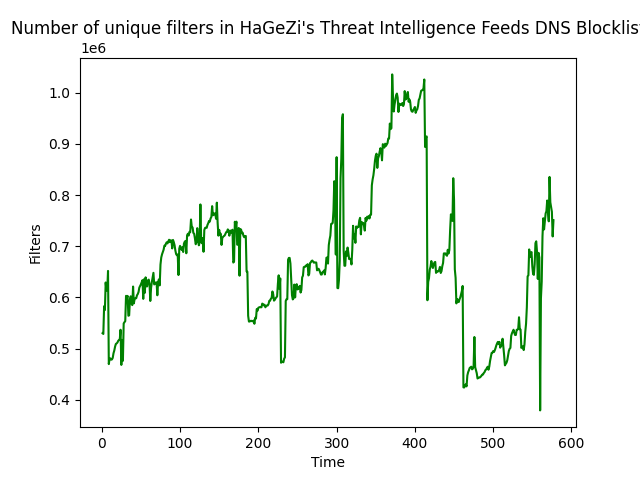 Number of unique filters in HaGeZi's Threat Intelligence Feeds DNS Blocklist
1e6
1.0
0.9
0.8
0.7
0.6
0.5
0.4
Filters
0 100 200 300 400 500 600
Time